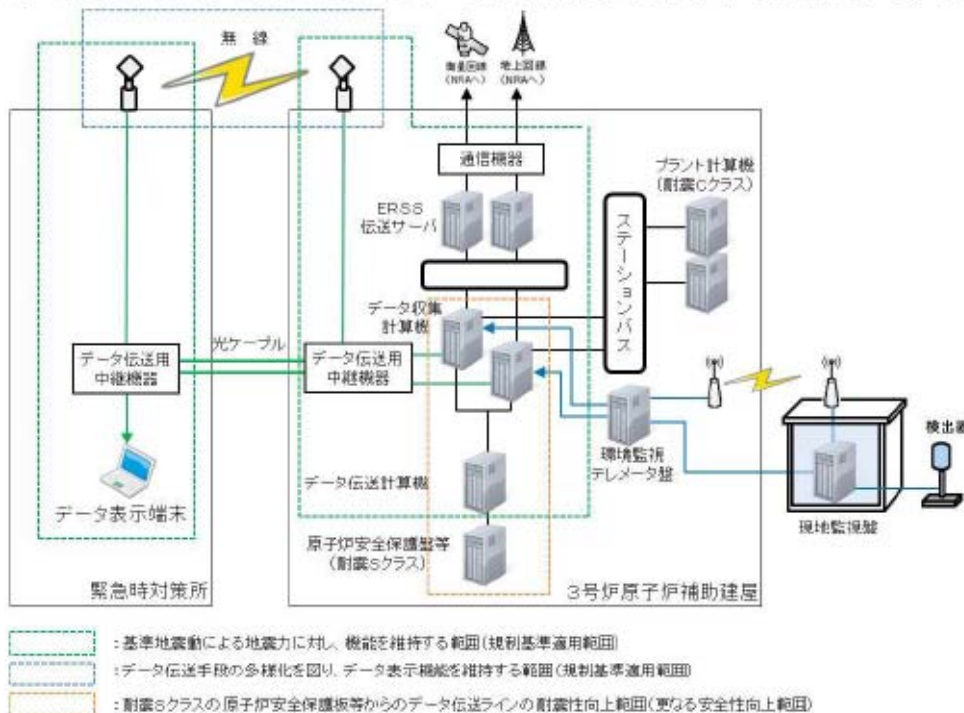 無線
衛星回線
(NRAへ)
地上回線
(NRAへ)
通信機器
ERSS
伝送サーバ
プラント計算機
(耐震Cクラス)
ステーションバス
データ収集
計算機
光ケーブル
データ伝送用
中継機器
データ伝送用
中継機器
検出器
環境監視
テレメータ盤
データ伝送計算機
データ表示端末
現地監視盤
原子炉安全保護盤等
(耐震Sクラス)
緊急時対策所
3号炉原子炉補助建屋
:基準地震動による地震力に対し、機能を維持する範囲(規制基準適用範囲)
:データ伝送手段の多様化を図り、データ表示機能を維持する範囲(規制基準適用範囲)
:耐震Sクラスの原子炉安全保護板等からのデータ伝送ラインの耐震性向上範囲(更なる安全性向上範囲)